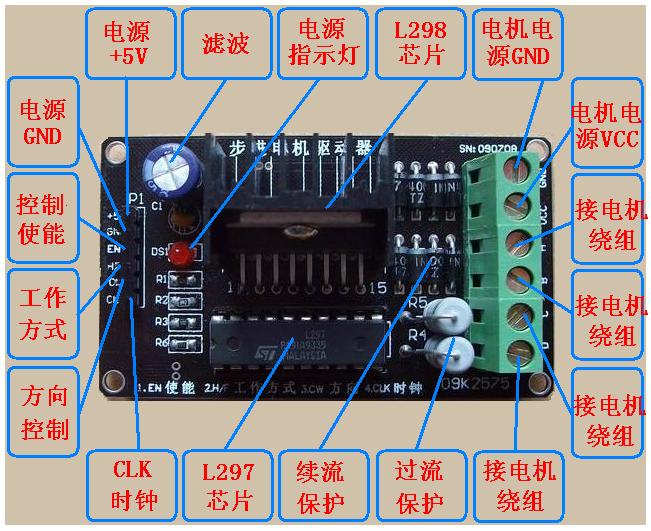 电源
+5V
滤波
电源
指示灯
L298
芯片
电机电
源GND
电源
GND
电机电
源VCC
控制
使能
接电机
绕组
工作
方式
接电机
绕组
方向
控制
接电机
绕组
CLK
时钟
L297
芯片
续流
保护
过流
保护
接电机
绕组
步进电机驱动器
SN:090208
P1
+5
GN
EN
C1
DS1
R1
R2
R3
R6
1
15
R5
R4
GND
VCC
A
B
C
D
L297
MALAYSIA
1.EN使能 2.H/F工作方式 3.CW方向 4.CLK时钟
09K2575